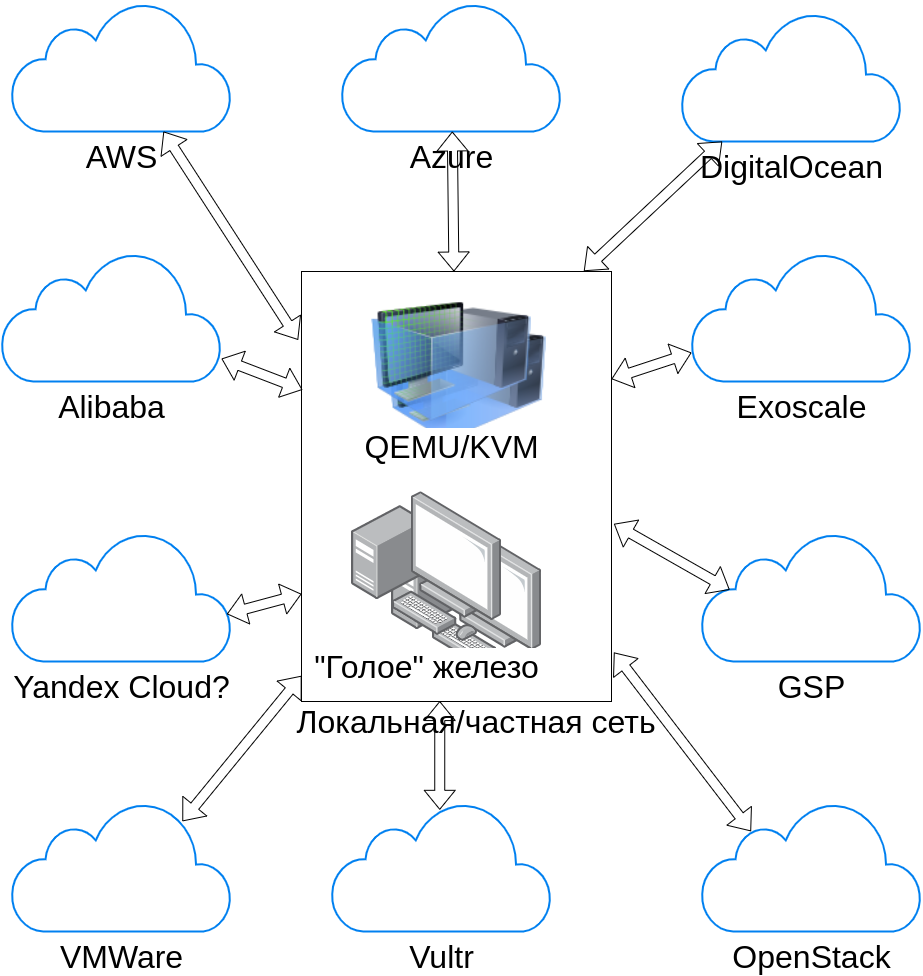 AWS
Azure
DigitalOcean
Alibaba
Exoscale
QEMU/KVM
"Голое" железо
Yandex Cloud?
GSP
Локальная/частная сеть
VMWare
Vultr
OpenStack